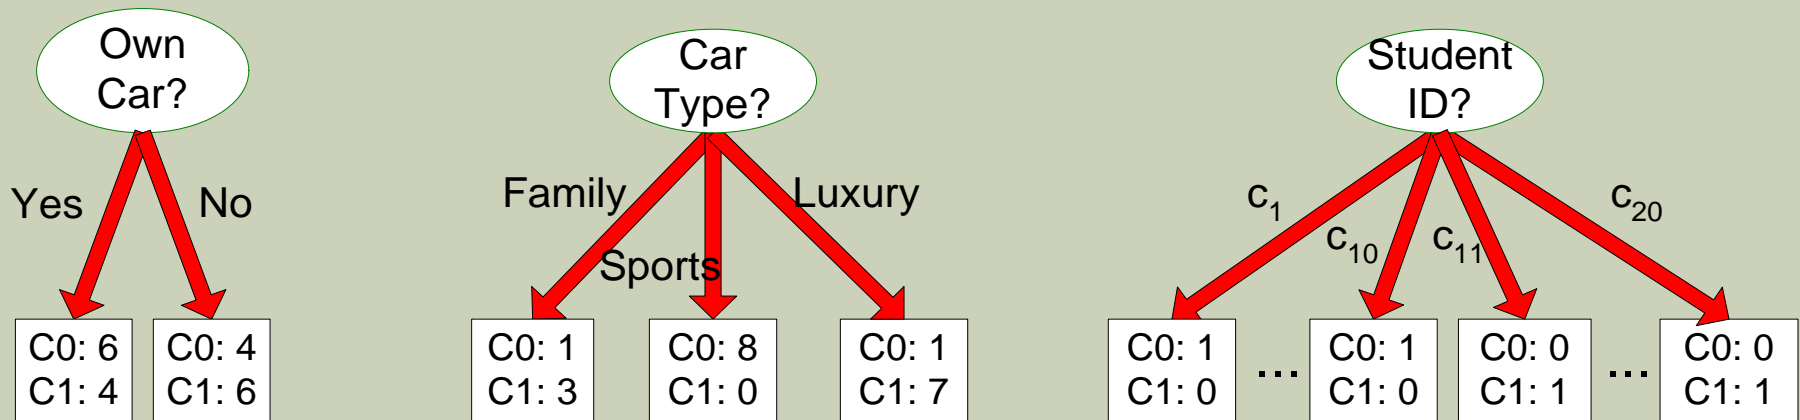 Own
Car?
Yes
No
C0: 6
C1: 4
C0: 4
C1: 6
Car
Type?
Family
Sports
Luxury
C0: 1
C1: 3
C0: 8
C1: 0
C0: 1
C1: 7
Student
ID?
c₁
c₁₀
c₁₁
c₂₀
C0: 1
C1: 0
...
C0: 1
C1: 0
C0: 0
C1: 1
...
C0: 0
C1: 1